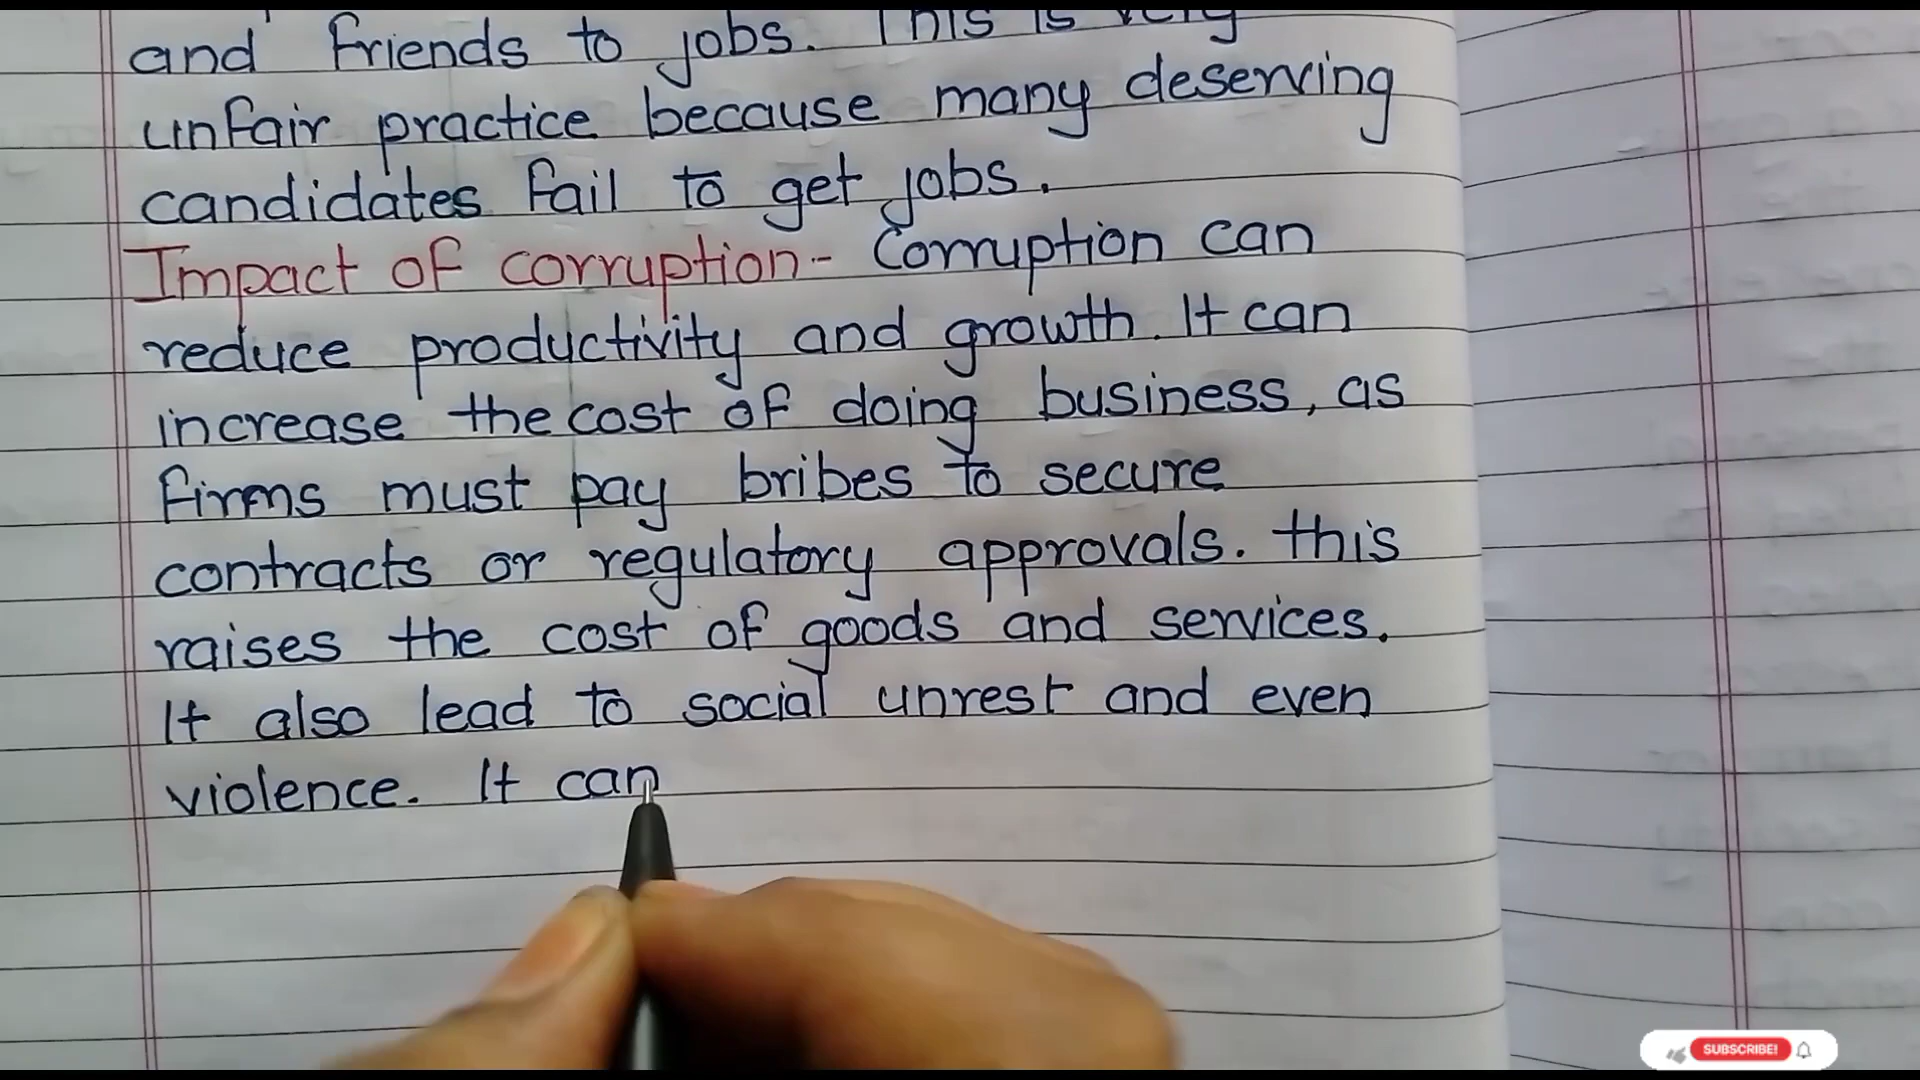 and friends to jobs. This is very
unfair practice because many deserving
candidates fail to get jobs.
Impact of corruption - Corruption can
reduce productivity and growth. It can
increase the cost of doing business, as
firms must pay bribes to secure
contracts or regulatory approvals. this
raises the cost of goods and services.
It also lead to social unrest and even
violence. It can
SUBSCRIBE!